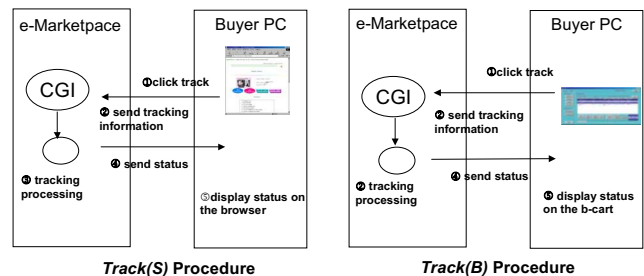 e-Marketpace
Buyer PC
①click track
CGI
② send tracking
information
④ send status
③ tracking
processing
⑤display status on
the browser
Track(S) Procedure
e-Marketpace
Buyer PC
①click track
CGI
② send tracking
information
④ send status
② tracking
processing
⑤ display status
on the b-cart
Track(B) Procedure